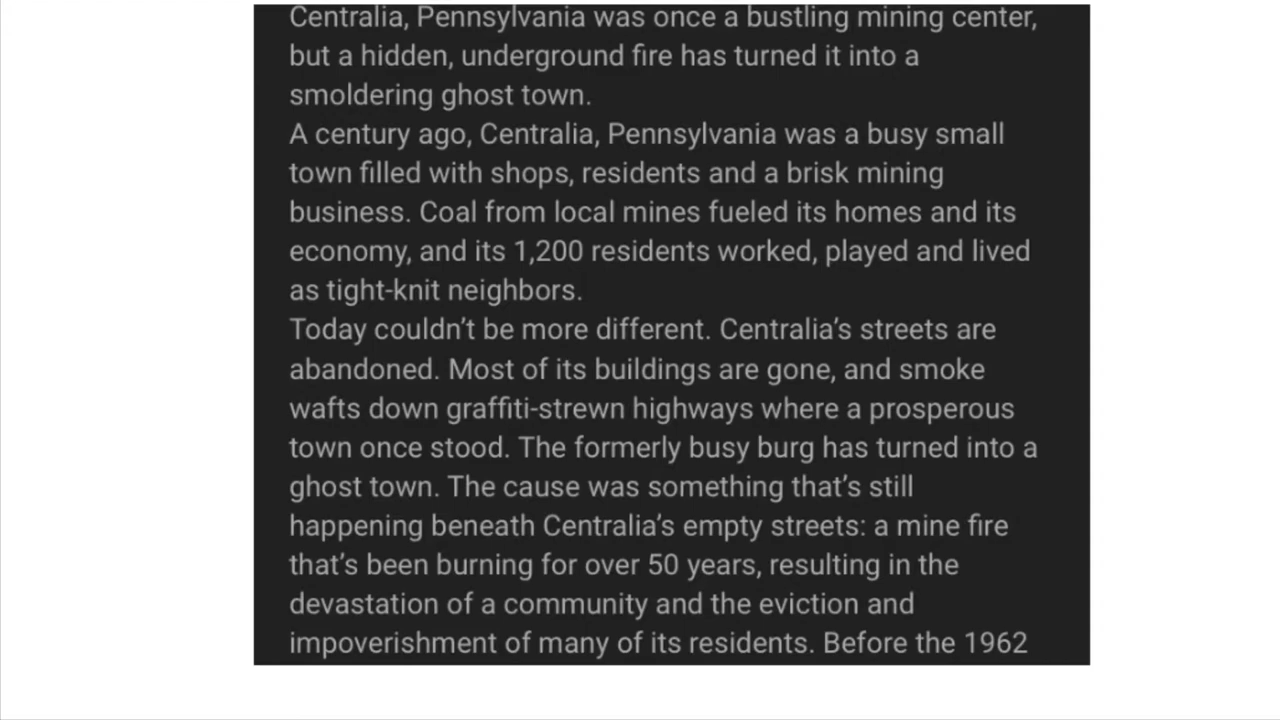 Centralia, Pennsylvania was once a bustling mining center,
but a hidden, underground fire has turned it into a
smoldering ghost town.
A century ago, Centralia, Pennsylvania was a busy small
town filled with shops, residents and a brisk mining
business. Coal from local mines fueled its homes and its
economy, and its 1,200 residents worked, played and lived
as tight-knit neighbors.
Today couldn’t be more different. Centralia’s streets are
abandoned. Most of its buildings are gone, and smoke
wafts down graffiti-strewn highways where a prosperous
town once stood. The formerly busy burg has turned into a
ghost town. The cause was something that’s still
happening beneath Centralia’s empty streets: a mine fire
that’s been burning for over 50 years, resulting in the
devastation of a community and the eviction and
impoverishment of many of its residents. Before the 1962